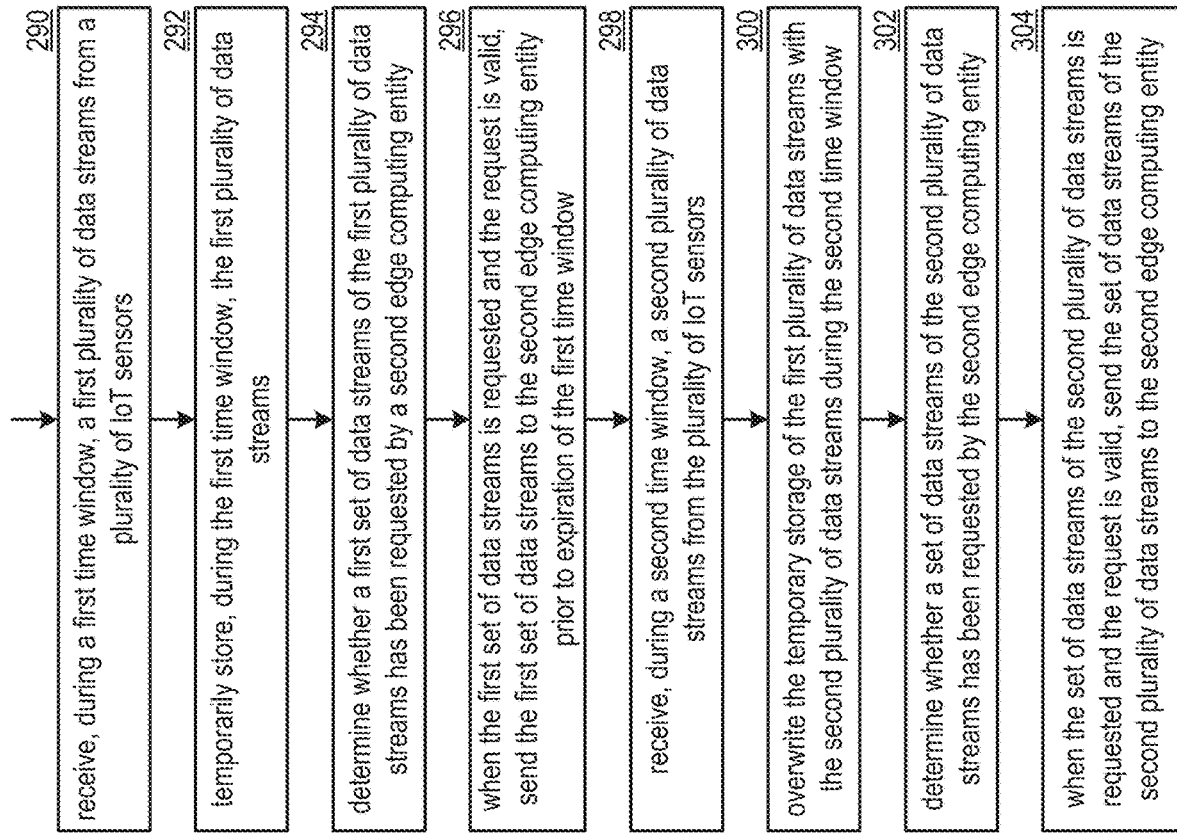 290
receive, during a first time window, a first plurality of data streams from a
plurality of IoT sensors
292
temporarily store, during the first time window, the first plurality of data
streams
294
determine whether a first set of data streams of the first plurality of data
streams has been requested by a second edge computing entity
296
when the first set of data streams is requested and the request is valid,
send the first set of data streams to the second edge computing entity
prior to expiration of the first time window
298
receive, during a second time window, a second plurality of data
streams from the plurality of IoT sensors
300
overwrite the temporary storage of the first plurality of data streams with
the second plurality of data streams during the second time window
302
determine whether a set of data streams of the second plurality of data
streams has been requested by the second edge computing entity
304
when the set of data streams of the second plurality of data streams is
requested and the request is valid, send the set of data streams of the
second plurality of data streams to the second edge computing entity